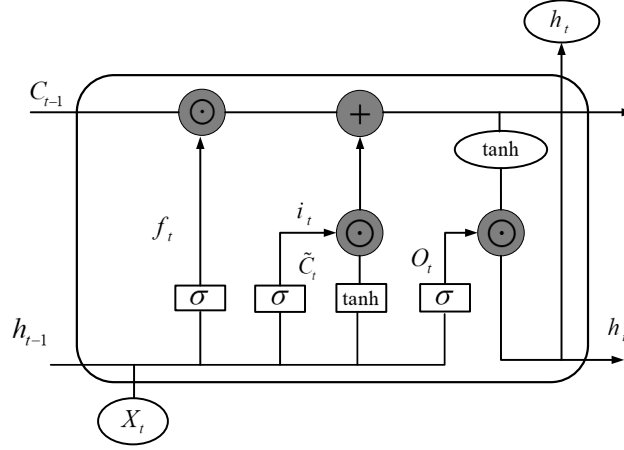 h_t
C_{t-1}
⊙
+
tanh
f_t
i_t
⊙
⊙
C̃_t
O_t
σ
σ
tanh
σ
h_{t-1}
h_t
X_t